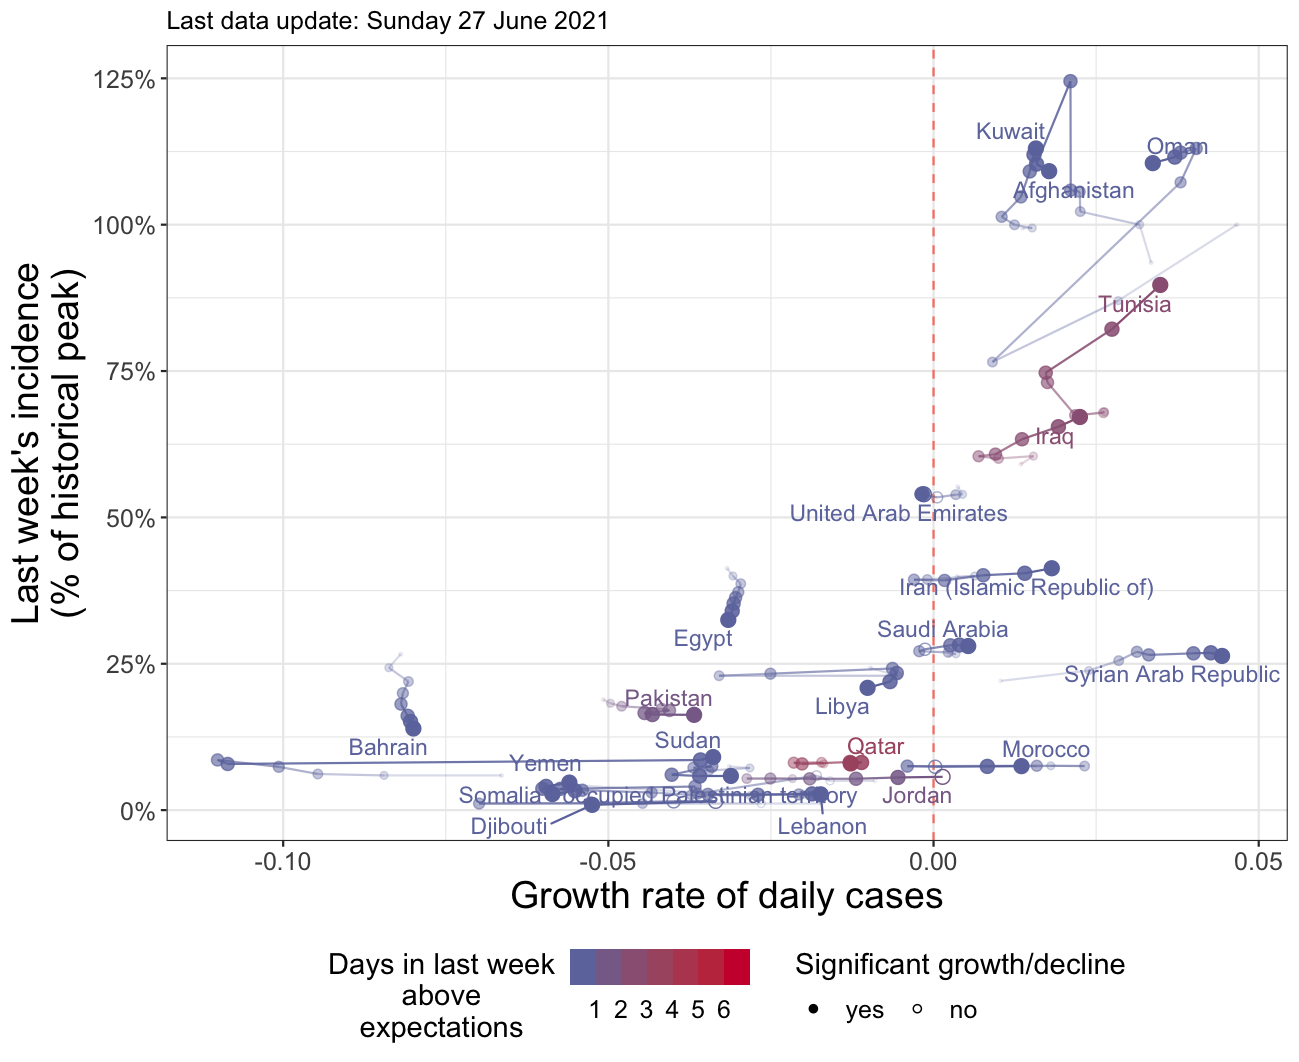 Last data update: Sunday 27 June 2021
Last week's incidence
(% of historical peak)
125%
100%
75%
50%
25%
0%
Kuwait
Oman
Afghanistan
Tunisia
Iraq
United Arab Emirates
Iran (Islamic Republic of)
Egypt
Saudi Arabia
Syrian Arab Republic
Pakistan
Libya
Bahrain
Sudan
Qatar
Morocco
Yemen
Somalia
occupied Palestinian territory
Jordan
Djibouti
Lebanon
-0.10
-0.05
0.00
0.05
Growth rate of daily cases
Days in last week
above
expectations
1 2 3 4 5 6
Significant growth/decline
yes
no